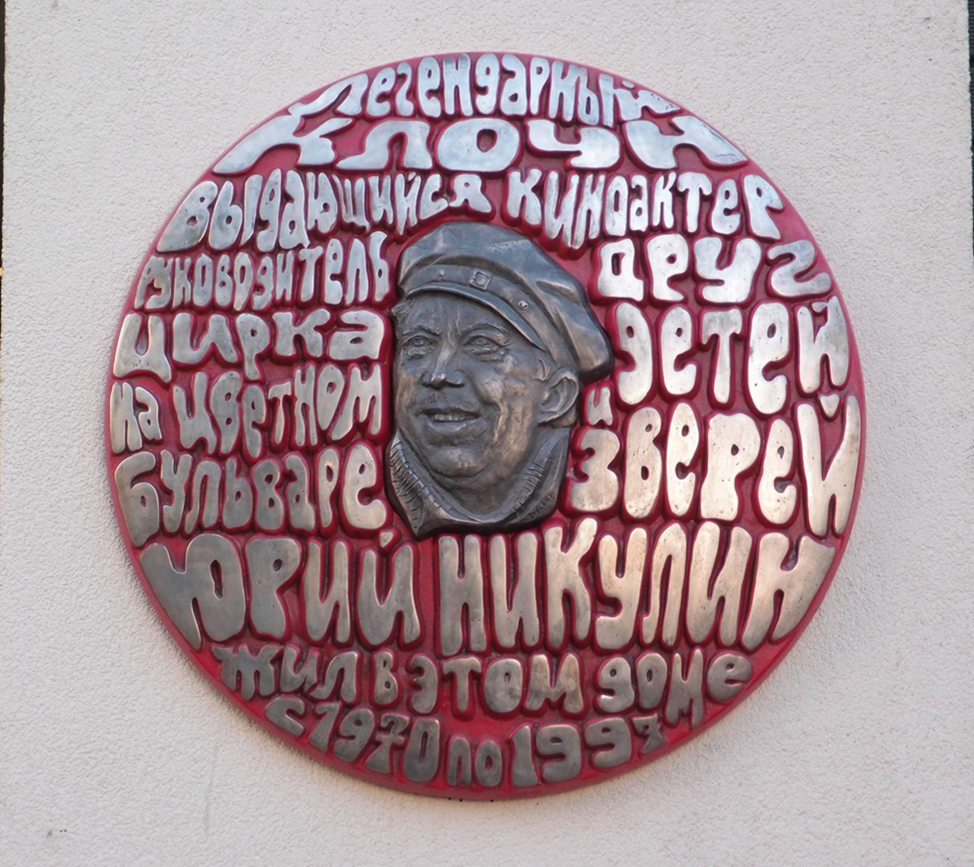 Легендарный
клоун
выдающийся киноактер
руководитель
цирка
на Цветном
бульваре
друг
детей
и
зверей
Юрий Никулин
жил в этом доме
с 1970 по 1997